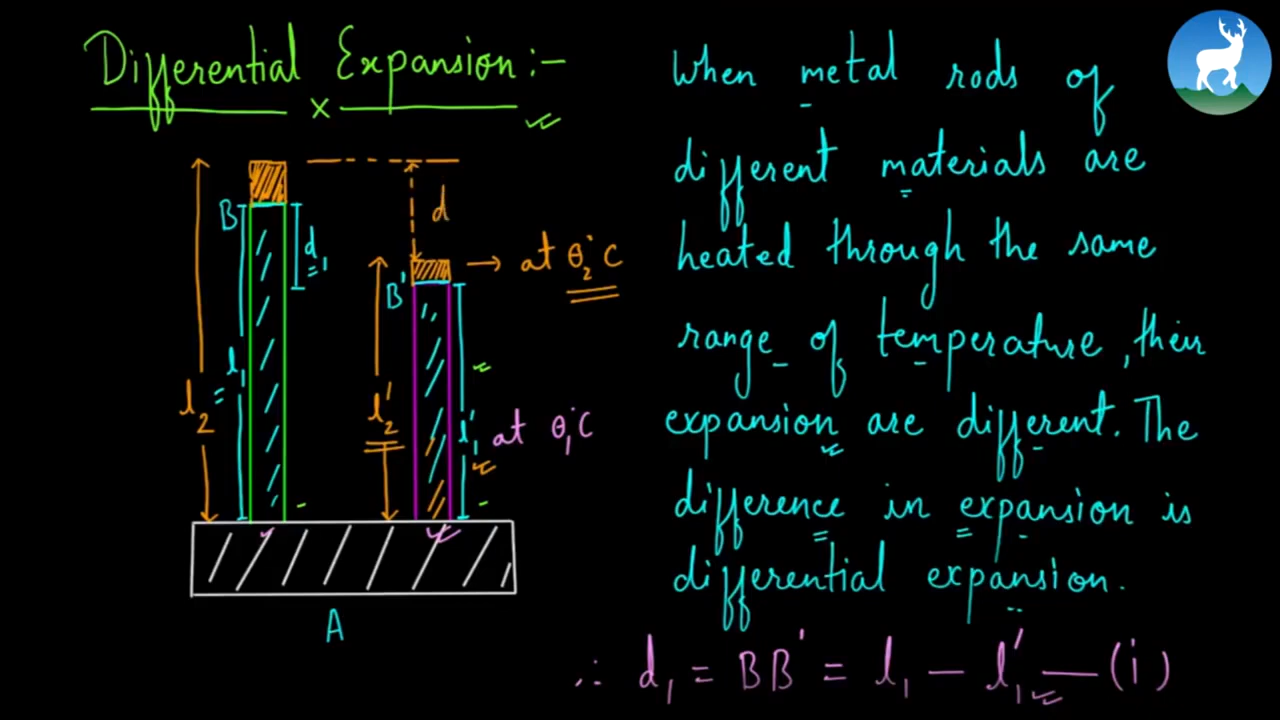 Differential Expansion :-
x
B
d₁
l₁
l₂
d
B'
→ at θ₂°C
l₂'
l₁'
at θ₁°C
A
When metal rods of
different materials are
heated through the same
range of temperature, their
expansion are different. The
difference in expansion is
differential expansion.
∴ d₁ = BB' = l₁ — l₁' — (i)